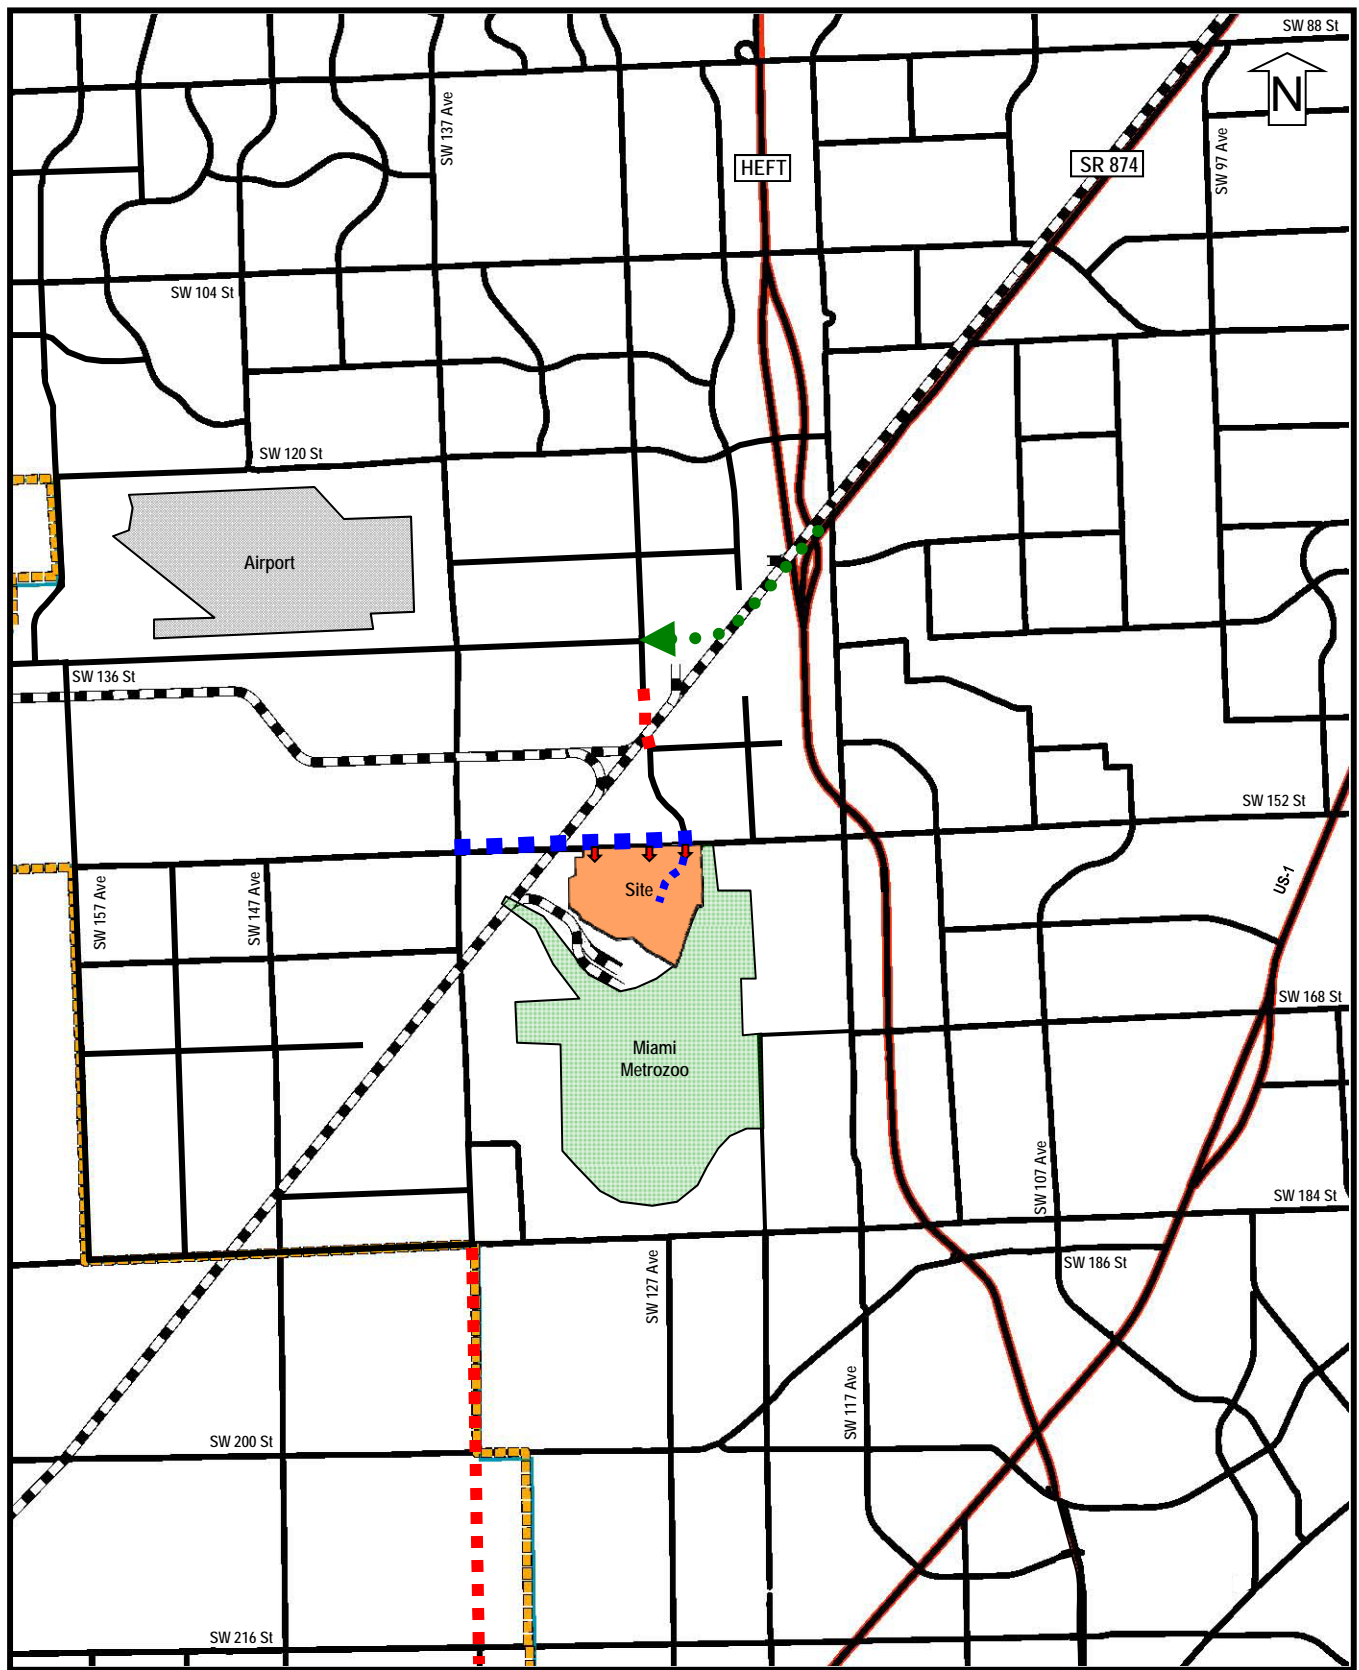 SW 88 St
N
SW 137 Ave
SW 97 Ave
HEFT
SR 874
SW 104 St
SW 120 St
Airport
SW 136 St
SW 152 St
US-1
Site
SW 157 Ave
SW 147 Ave
SW 168 St
Miami
Metrozoo
SW 107 Ave
SW 184 St
SW 186 St
SW 127 Ave
SW 117 Ave
SW 200 St
SW 216 St